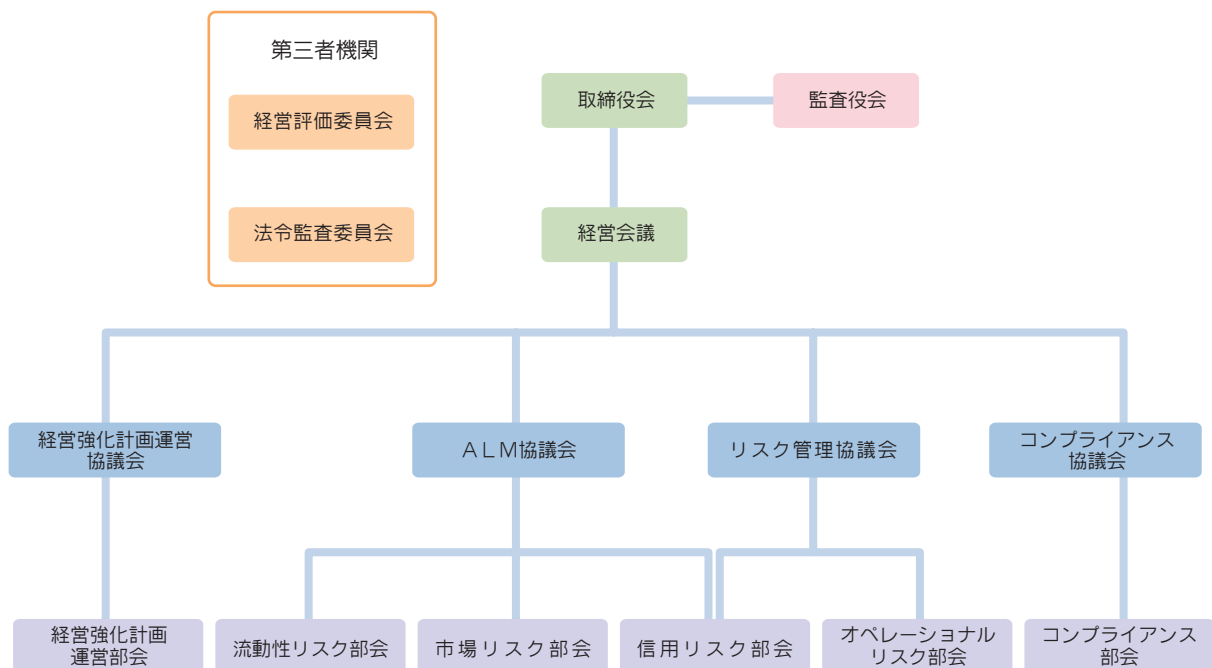 第三者機関
経営評価委員会
法令監査委員会
取締役会
監査役会
経営会議
経営強化計画運営
協議会
ＡＬＭ協議会
リスク管理協議会
コンプライアンス
協議会
経営強化計画
運営部会
流動性リスク部会
市場リスク部会
信用リスク部会
オペレーショナル
リスク部会
コンプライアンス
部会